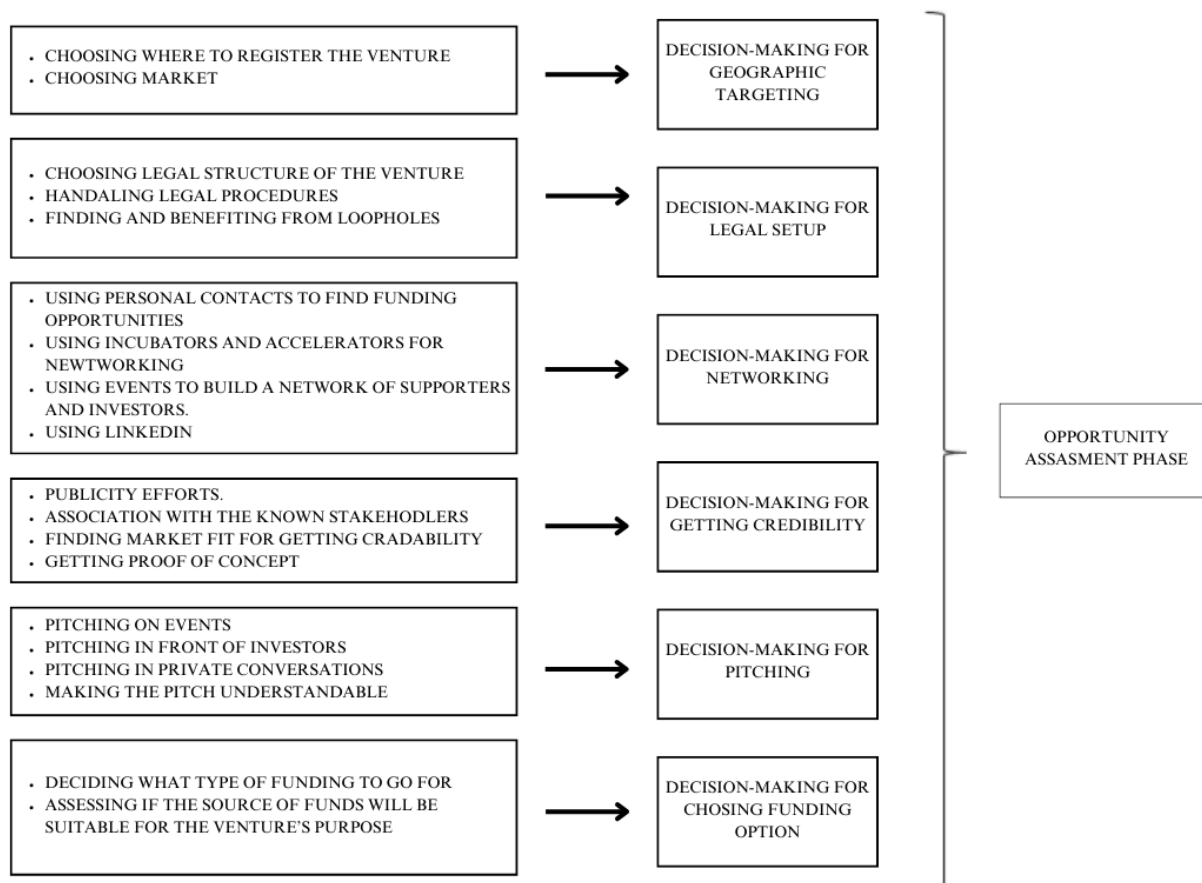 • CHOOSING WHERE TO REGISTER THE VENTURE
• CHOOSING MARKET
DECISION-MAKING FOR
GEOGRAPHIC
TARGETING
• CHOOSING LEGAL STRUCTURE OF THE VENTURE
• HANDALING LEGAL PROCEDURES
• FINDING AND BENEFITING FROM LOOPHOLES
DECISION-MAKING FOR
LEGAL SETUP
• USING PERSONAL CONTACTS TO FIND FUNDING
OPPORTUNITIES
• USING INCUBATORS AND ACCELERATORS FOR
NEWTWORKING
• USING EVENTS TO BUILD A NETWORK OF SUPPORTERS
AND INVESTORS.
• USING LINKEDIN
DECISION-MAKING FOR
NETWORKING
• PUBLICITY EFFORTS.
• ASSOCIATION WITH THE KNOWN STAKEHODLERS
• FINDING MARKET FIT FOR GETTING CRADABILITY
• GETTING PROOF OF CONCEPT
DECISION-MAKING FOR
GETTING CREDIBILITY
• PITCHING ON EVENTS
• PITCHING IN FRONT OF INVESTORS
• PITCHING IN PRIVATE CONVERSATIONS
• MAKING THE PITCH UNDERSTANDABLE
DECISION-MAKING FOR
PITCHING
• DECIDING WHAT TYPE OF FUNDING TO GO FOR
• ASSESSING IF THE SOURCE OF FUNDS WILL BE
SUITABLE FOR THE VENTURE'S PURPOSE
DECISION-MAKING FOR
CHOSING FUNDING
OPTION
OPPORTUNITY
ASSASMENT PHASE